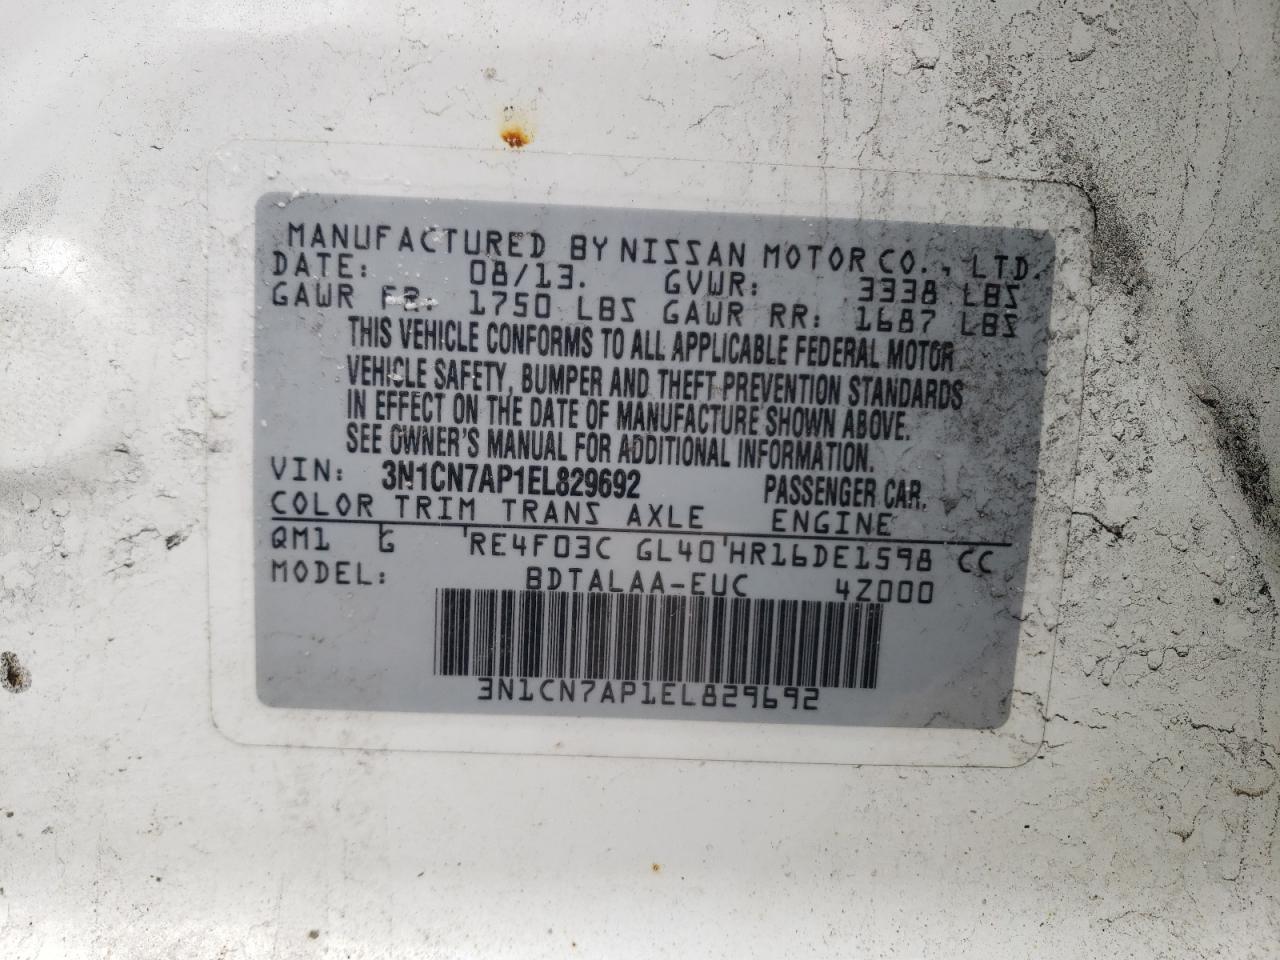 MANUFACTURED BY NISSAN MOTOR CO., LTD.
DATE: 08/13. GVWR: 3338 LBS
GAWR FR: 1750 LBS GAWR RR: 1687 LBS
THIS VEHICLE CONFORMS TO ALL APPLICABLE FEDERAL MOTOR
VEHICLE SAFETY, BUMPER AND THEFT PREVENTION STANDARDS
IN EFFECT ON THE DATE OF MANUFACTURE SHOWN ABOVE.
SEE OWNER'S MANUAL FOR ADDITIONAL INFORMATION.
VIN: 3N1CN7AP1EL829692 PASSENGER CAR.
COLOR TRIM TRANS AXLE ENGINE
QM1 G RE4F03C GL40 HR16DE1598 CC
MODEL: BDTALAA-EUC 4Z000
3N1CN7AP1EL829692